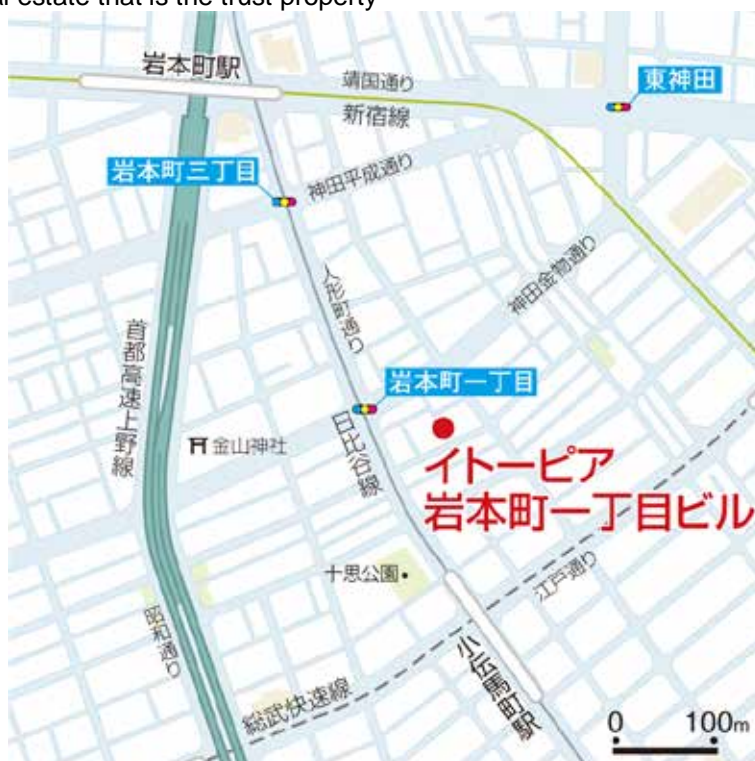 al estate that is the trust property
岩本町駅
靖国通り
新宿線
東神田
岩本町三丁目
神田平成通り
人形町通り
神田金物通り
首都高速上野線
岩本町一丁目
金山神社
日比谷線
イトーピア
岩本町一丁目ビル
十思公園
江戸通り
昭和通り
小伝馬町駅
総武快速線
0 100m